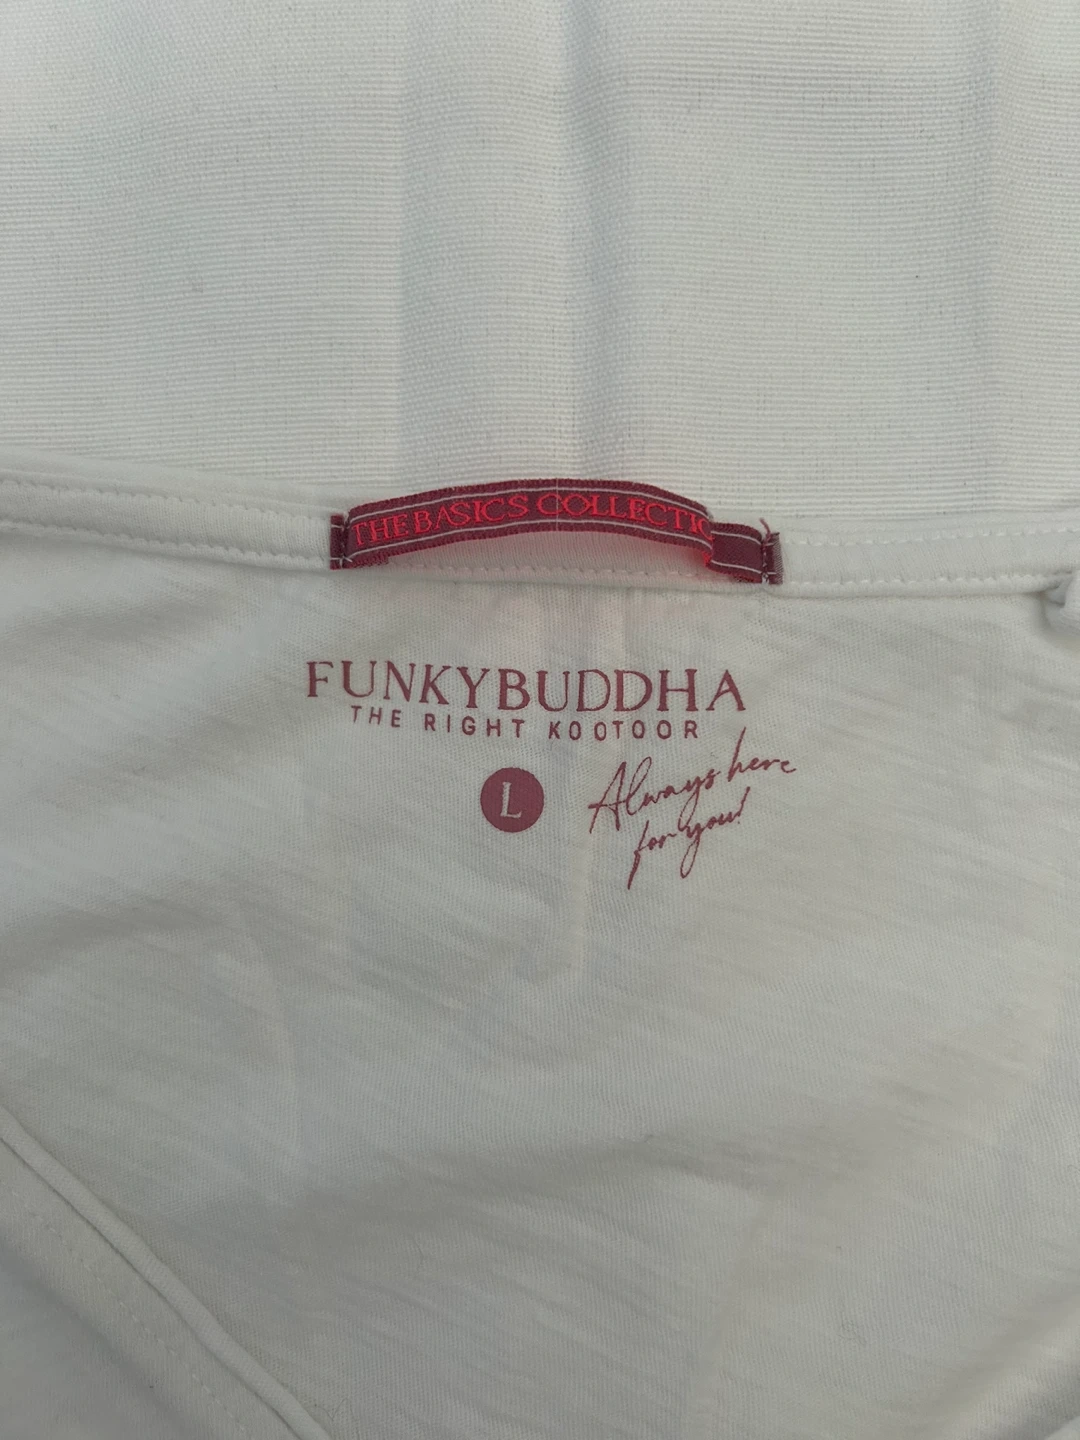 THE BASICS COLLECTIO
FUNKYBUDDHA
THE RIGHT KOOTOOR
L
Always here
for you!